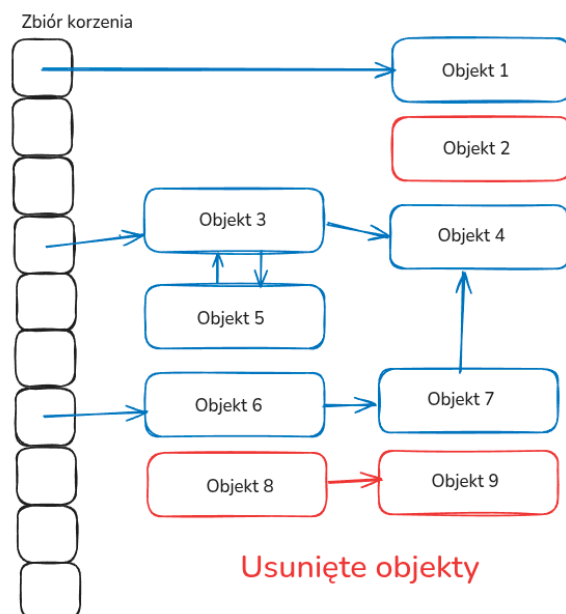 Zbiór korzenia
Objekt 1
Objekt 2
Objekt 3
Objekt 4
Objekt 5
Objekt 6
Objekt 7
Objekt 8
Objekt 9
Usunięte objekty